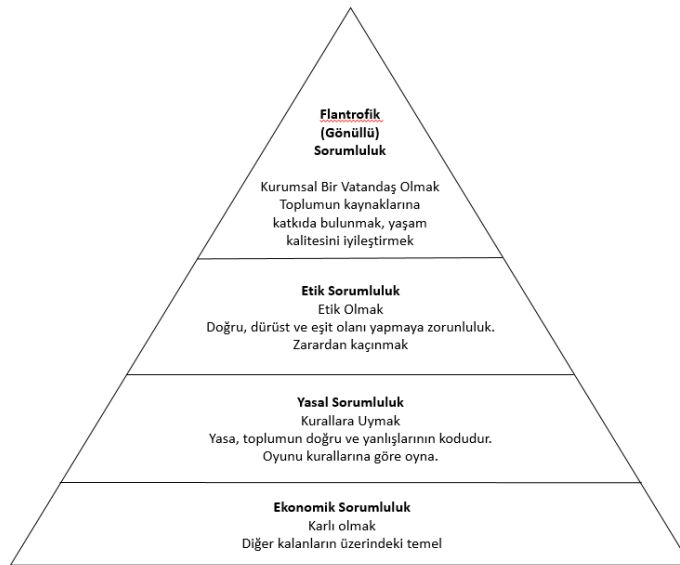 Flantrofik
(Gönüllü)
Sorumluluk
Kurumsal Bir Vatandaş Olmak
Toplumun kaynaklarına
katkıda bulunmak, yaşam
kalitesini iyileştirmek
Etik Sorumluluk
Etik Olmak
Doğru, dürüst ve eşit olanı yapmaya zorunluluk.
Zarardan kaçınmak
Yasal Sorumluluk
Kurallara Uymak
Yasa, toplumun doğru ve yanlışlarının kodudur.
Oyunu kurallarına göre oyna.
Ekonomik Sorumluluk
Karlı olmak
Diğer kalanların üzerindeki temel